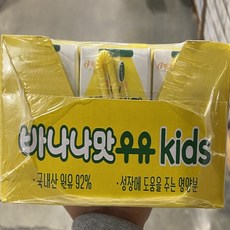 바나나맛우유 kids
· 국내산 원유 92% · 성장에 도움을 주는 영양분